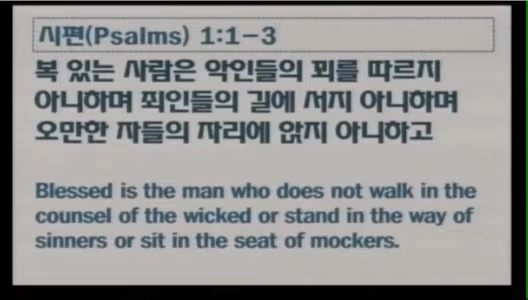 시편(Psalms) 1:1-3
복 있는 사람은 악인들의 꾀를 따르지
아니하며 죄인들의 길에 서지 아니하며
오만한 자들의 자리에 앉지 아니하고
Blessed is the man who does not walk in the
counsel of the wicked or stand in the way of
sinners or sit in the seat of mockers.